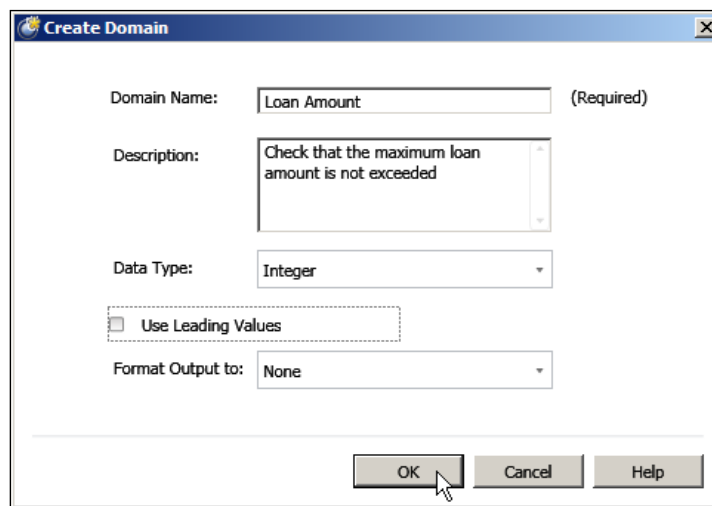 Create Domain
Domain Name:
Loan Amount
(Required)
Description:
Check that the maximum loan
amount is not exceeded
Data Type:
Integer
Use Leading Values
Format Output to:
None
OK
Cancel
Help